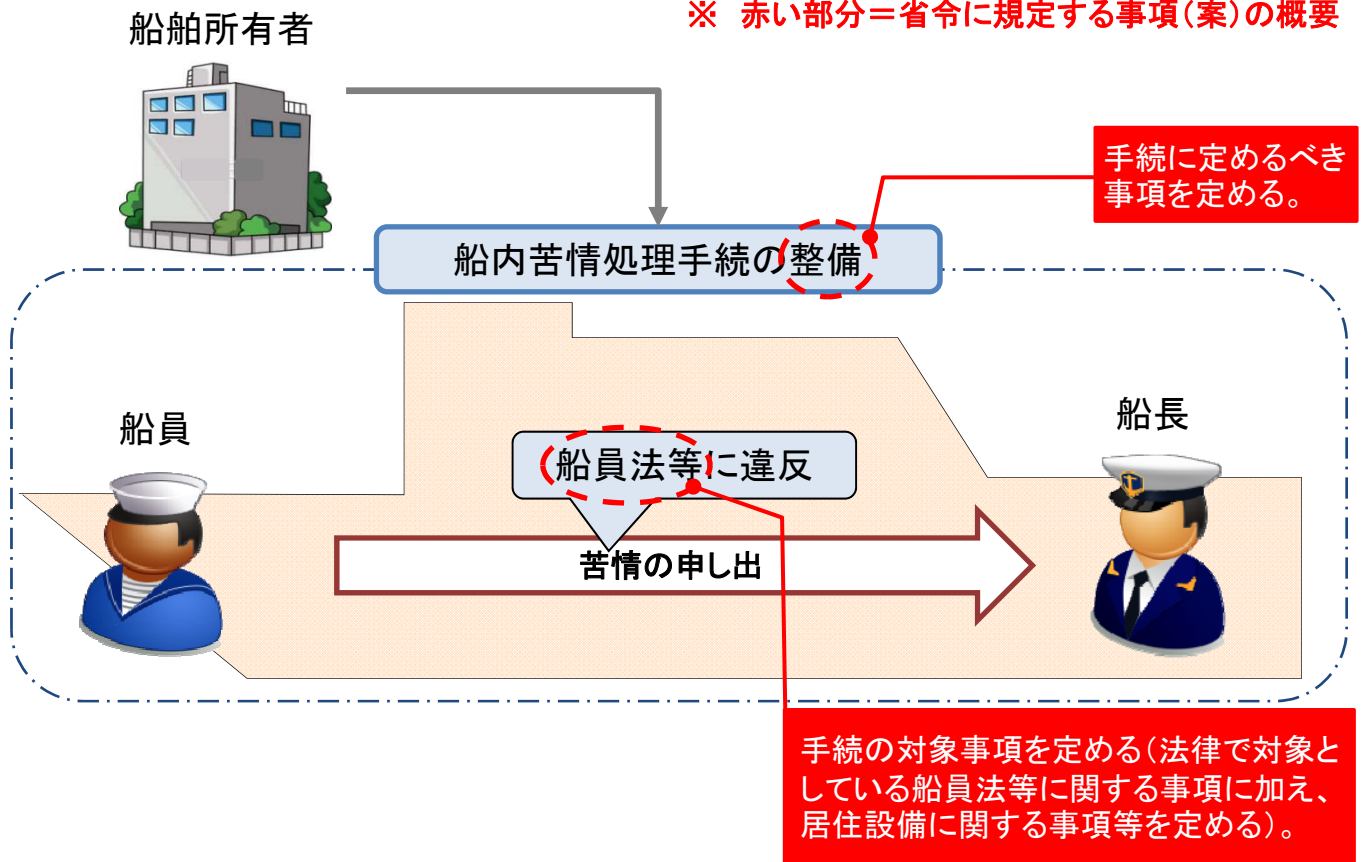 ※ 赤い部分＝省令に規定する事項（案）の概要
船舶所有者
手続に定めるべき
事項を定める。
船内苦情処理手続の整備
船員
船長
船員法等に違反
苦情の申し出
手続の対象事項を定める（法律で対象と
している船員法等に関する事項に加え、
居住設備に関する事項等を定める）。